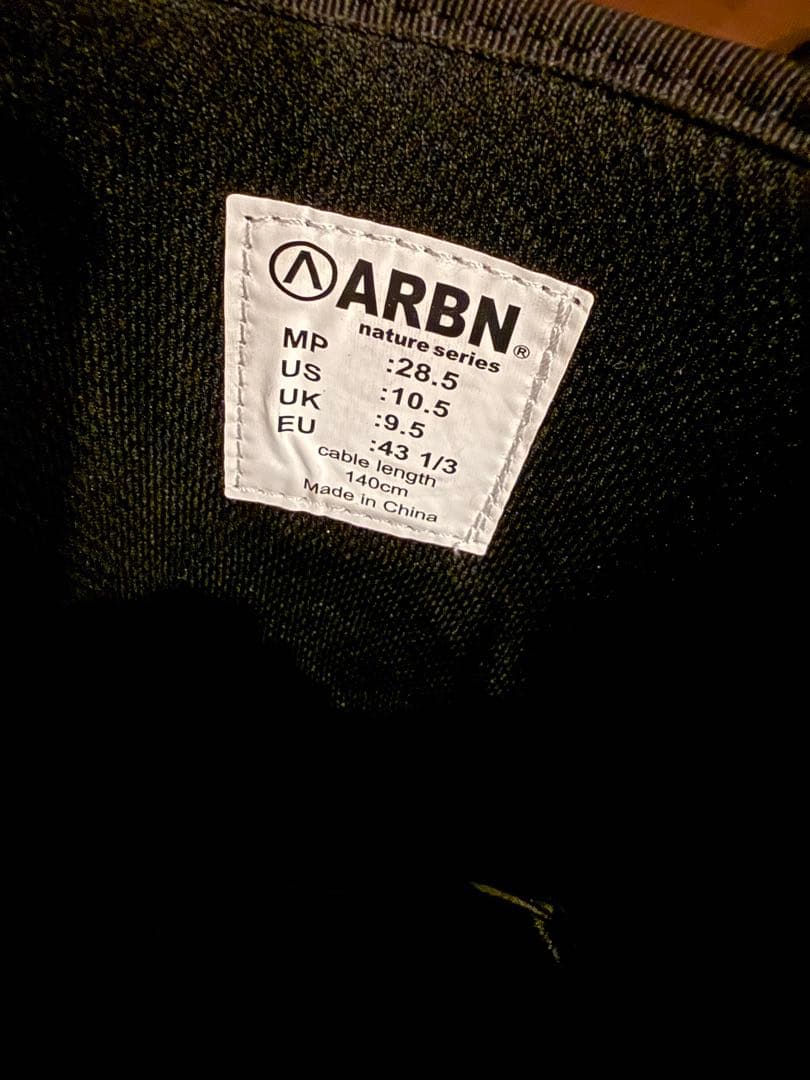 ARBN
nature series®
MP :28.5
US :10.5
UK :9.5
EU :43 1/3
cable length
140cm
Made in China